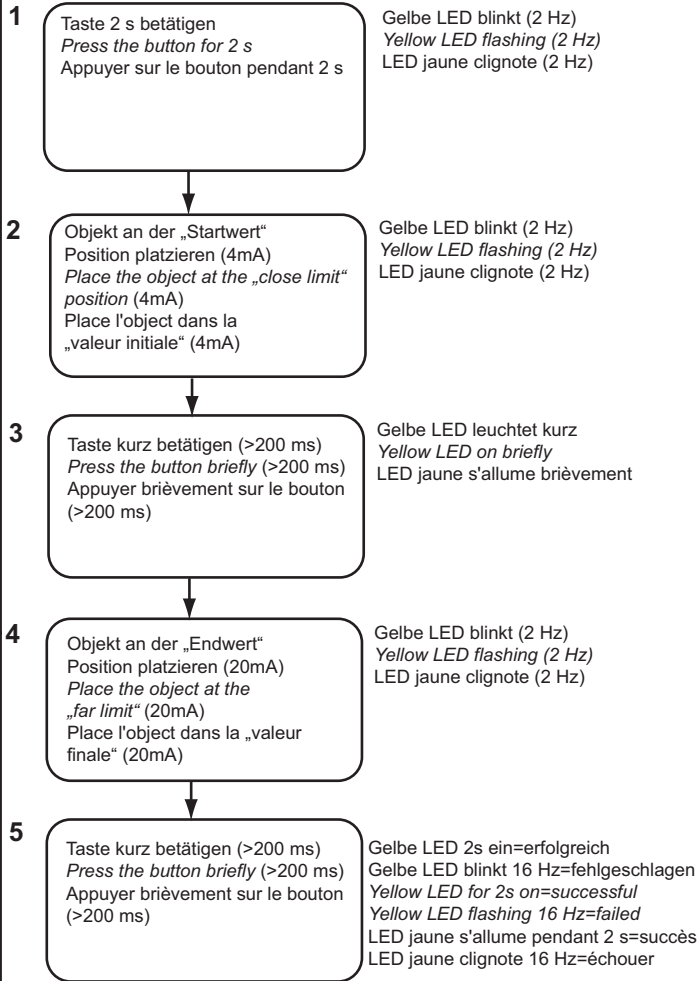 1
Taste 2 s betätigen
Press the button for 2 s
Appuyer sur le bouton pendant 2 s
Gelbe LED blinkt (2 Hz)
Yellow LED flashing (2 Hz)
LED jaune clignote (2 Hz)
2
Objekt an der „Startwert“
Position platzieren (4mA)
Place the object at the „close limit“
position (4mA)
Place l'object dans la
„valeur initiale“ (4mA)
Gelbe LED blinkt (2 Hz)
Yellow LED flashing (2 Hz)
LED jaune clignote (2 Hz)
3
Taste kurz betätigen (>200 ms)
Press the button briefly (>200 ms)
Appuyer brièvement sur le bouton
(>200 ms)
Gelbe LED leuchtet kurz
Yellow LED on briefly
LED jaune s'allume brièvement
4
Objekt an der „Endwert“
Position platzieren (20mA)
Place the object at the
„far limit“ (20mA)
Place l'object dans la „valeur
finale“ (20mA)
Gelbe LED blinkt (2 Hz)
Yellow LED flashing (2 Hz)
LED jaune clignote (2 Hz)
5
Taste kurz betätigen (>200 ms)
Press the button briefly (>200 ms)
Appuyer brièvement sur le bouton
(>200 ms)
Gelbe LED 2s ein=erfolgreich
Gelbe LED blinkt 16 Hz=fehlgeschlagen
Yellow LED for 2s on=successful
Yellow LED flashing 16 Hz=failed
LED jaune s'allume pendant 2 s=succès
LED jaune clignote 16 Hz=échouer